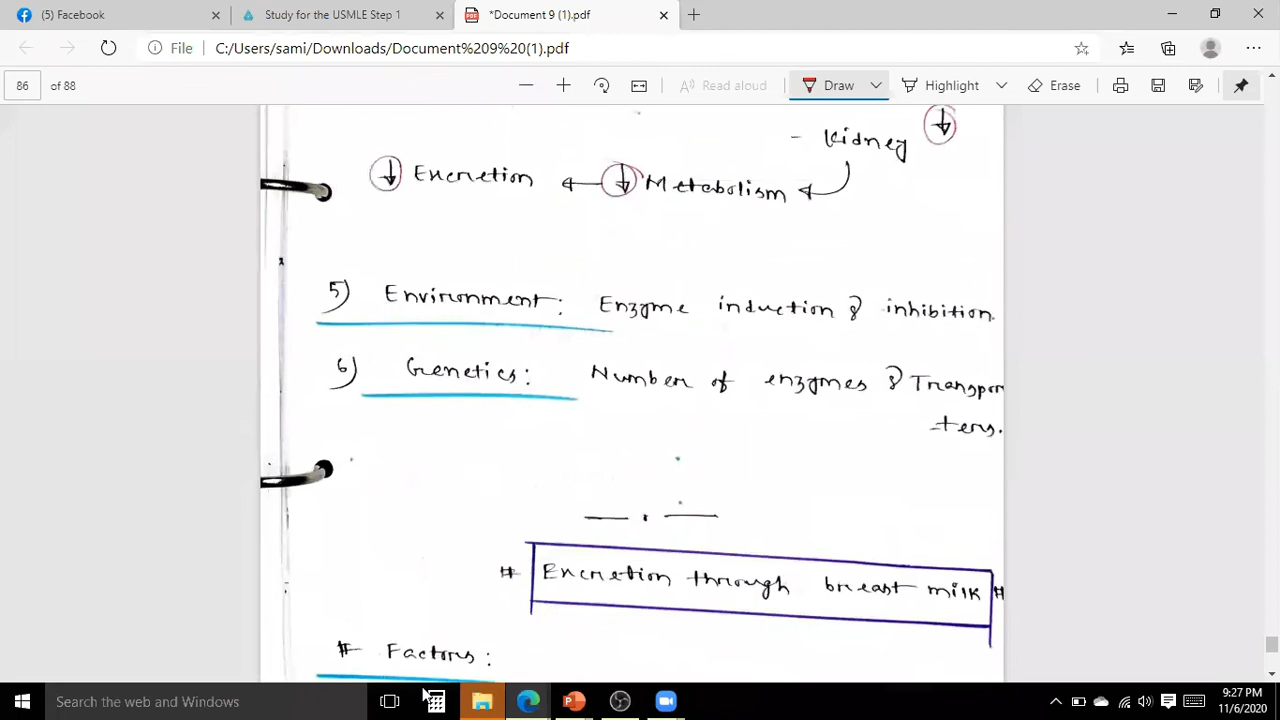 (5) Facebook
Study for the USMLE Step 1
*Document 9 (1).pdf
File C:/Users/sami/Downloads/Document%209%20(1).pdf
86 of 88
Read aloud
Draw
Highlight
Erase
- Kidney ↓
↓ Excretion ← ↓ Metabolism
5) Environment: Enzyme induction & inhibition.
6) Genetics: Number of enzymes & Transpor
-ters.
# Excretion through breast milk #
# Factors:
Search the web and Windows
9:27 PM
11/6/2020